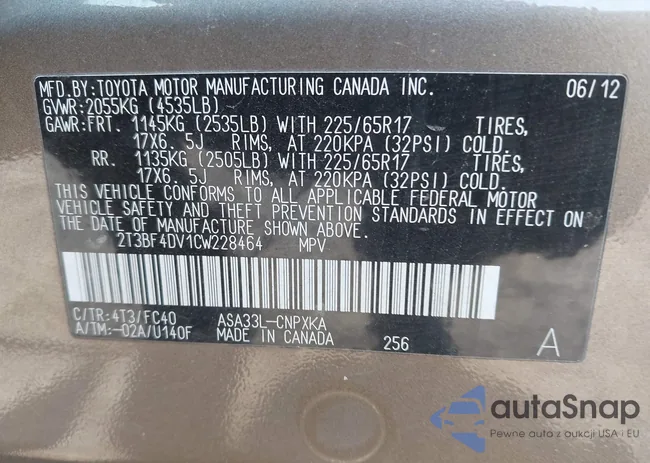 MFD.BY:TOYOTA MOTOR MANUFACTURING CANADA INC. 06/12
GVWR:2055KG (4535LB)
GAWR:FRT. 1145KG (2535LB) WITH 225/65R17 TIRES,
17X6. 5J RIMS, AT 220KPA (32PSI) COLD.
RR. 1135KG (2505LB) WITH 225/65R17 TIRES,
17X6. 5J RIMS, AT 220KPA (32PSI) COLD.
THIS VEHICLE CONFORMS TO ALL APPLICABLE FEDERAL MOTOR
VEHICLE SAFETY AND THEFT PREVENTION STANDARDS IN EFFECT ON
THE DATE OF MANUFACTURE SHOWN ABOVE.
2T3BF4DV1CW228464 MPV
C/TR:4T3/FC40 ASA33L-CNPXKA
A/TM:-02A/U140F MADE IN CANADA 256 A
autoSnap
Pewne auto z aukcji USA i EU